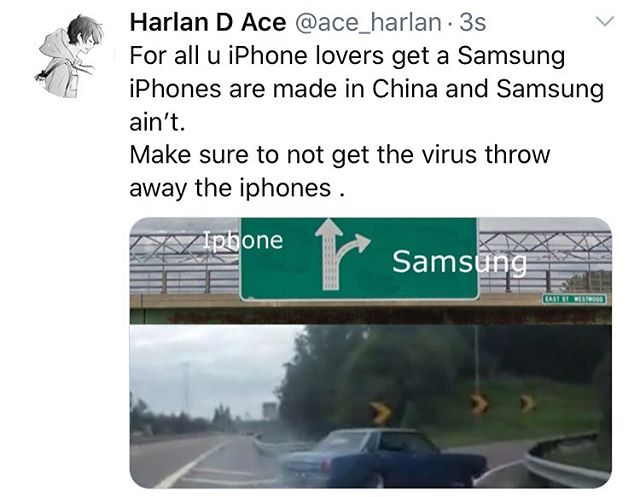 Harlan D Ace @ace_harlan · 3s
For all u iPhone lovers get a Samsung
iPhones are made in China and Samsung
ain't.
Make sure to not get the virus throw
away the iphones .
Iphone
Samsung
EAST ST WESTWOOD